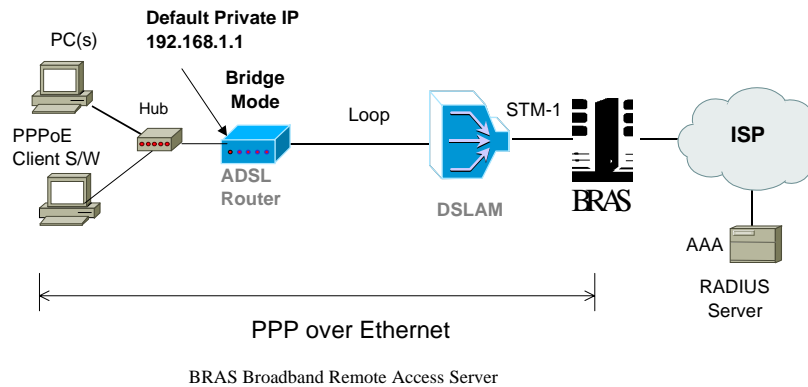 Default Private IP
192.168.1.1
PC(s)
Bridge
Mode
Hub
PPPoE
Client S/W
ADSL
Router
Loop
DSLAM
STM-1
BRAS
ISP
AAA
RADIUS
Server
PPP over Ethernet
BRAS Broadband Remote Access Server